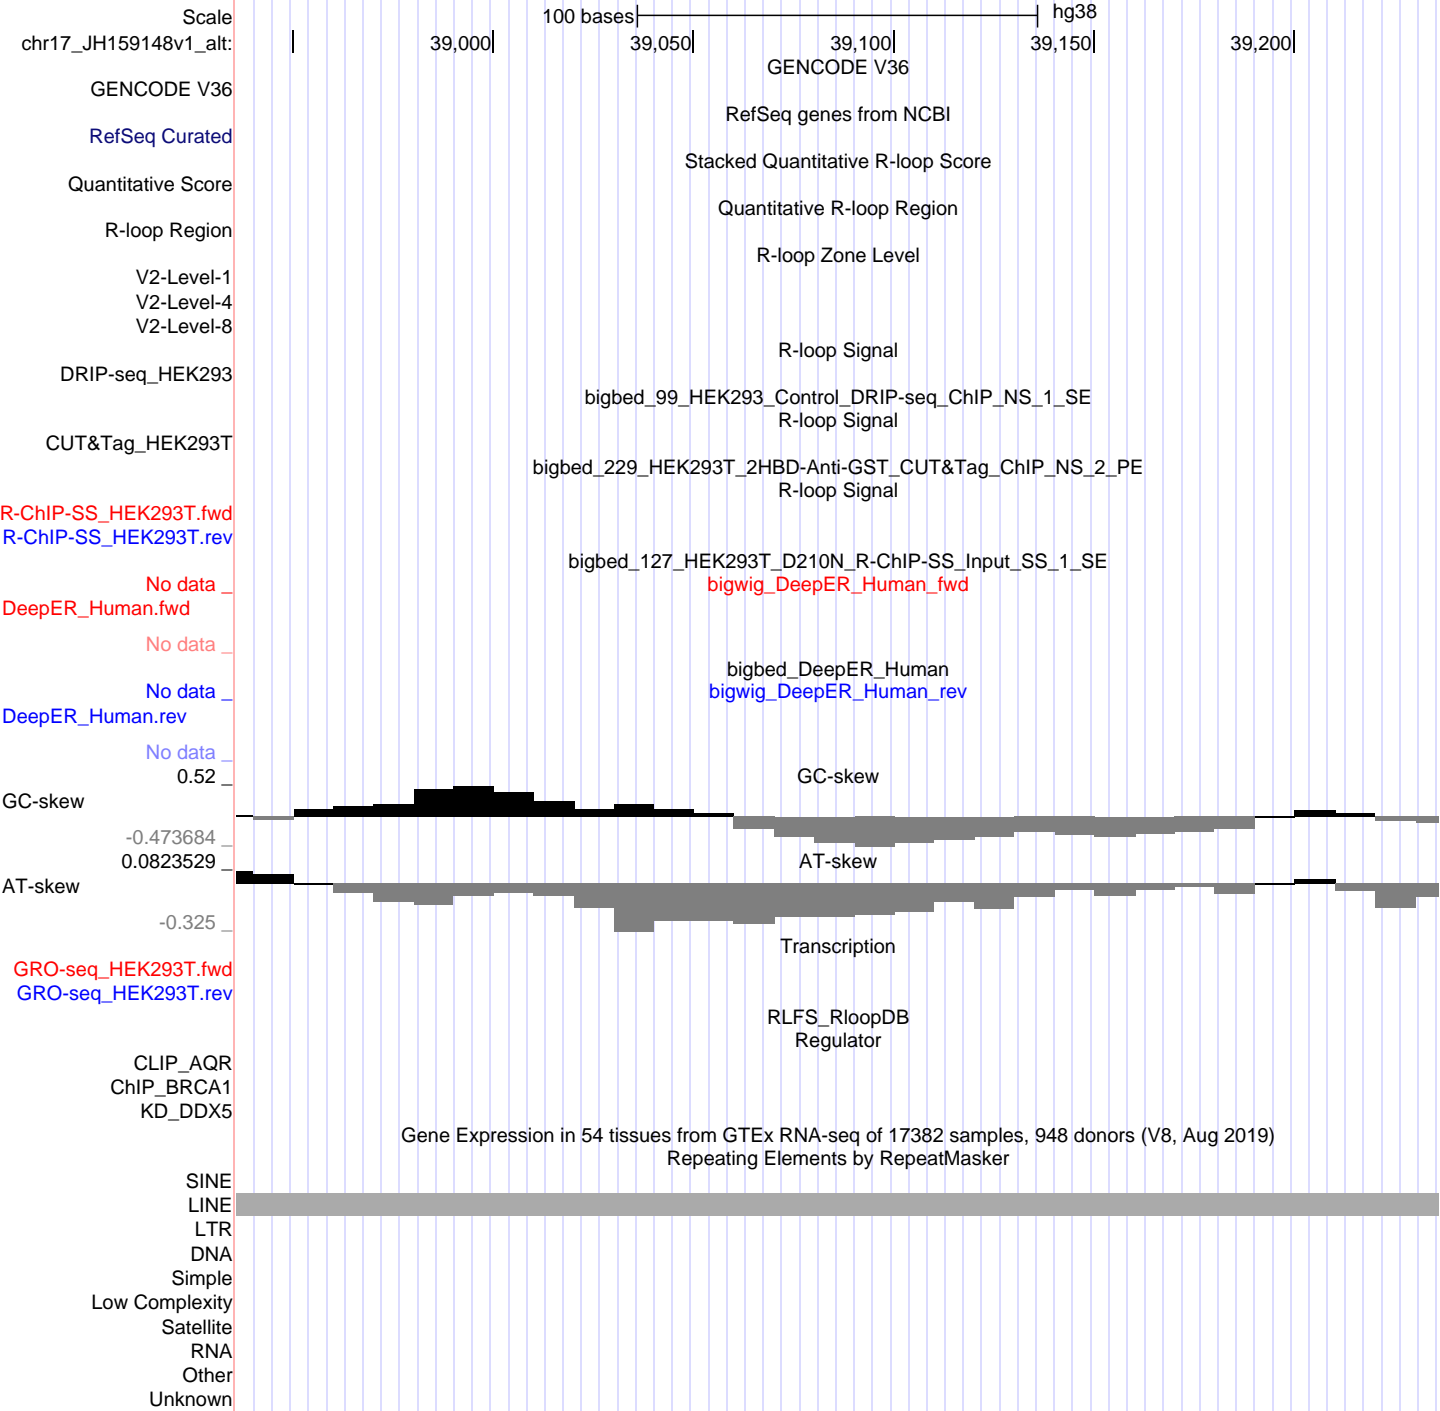 Scale 100 bases hg38
chr17_JH159148v1_alt: 39,000 39,050 39,100 39,150 39,200
GENCODE V36
GENCODE V36
RefSeq genes from NCBI
RefSeq Curated
Stacked Quantitative R-loop Score
Quantitative Score
Quantitative R-loop Region
R-loop Region
R-loop Zone Level
V2-Level-1
V2-Level-4
V2-Level-8
R-loop Signal
DRIP-seq_HEK293
bigbed_99_HEK293_Control_DRIP-seq_ChIP_NS_1_SE
R-loop Signal
CUT&Tag_HEK293T
bigbed_229_HEK293T_2HBD-Anti-GST_CUT&Tag_ChIP_NS_2_PE
R-loop Signal
R-ChIP-SS_HEK293T.fwd
R-ChIP-SS_HEK293T.rev
bigbed_127_HEK293T_D210N_R-ChIP-SS_Input_SS_1_SE
No data _ bigwig_DeepER_Human_fwd
DeepER_Human.fwd
No data _
bigbed_DeepER_Human
No data _ bigwig_DeepER_Human_rev
DeepER_Human.rev
No data _
0.52 _ GC-skew
GC-skew
-0.473684 _
0.0823529 _ AT-skew
AT-skew
-0.325 _
Transcription
GRO-seq_HEK293T.fwd
GRO-seq_HEK293T.rev
RLFS_RloopDB
Regulator
CLIP_AQR
ChIP_BRCA1
KD_DDX5
Gene Expression in 54 tissues from GTEx RNA-seq of 17382 samples, 948 donors (V8, Aug 2019)
Repeating Elements by RepeatMasker
SINE
LINE
LTR
DNA
Simple
Low Complexity
Satellite
RNA
Other
Unknown